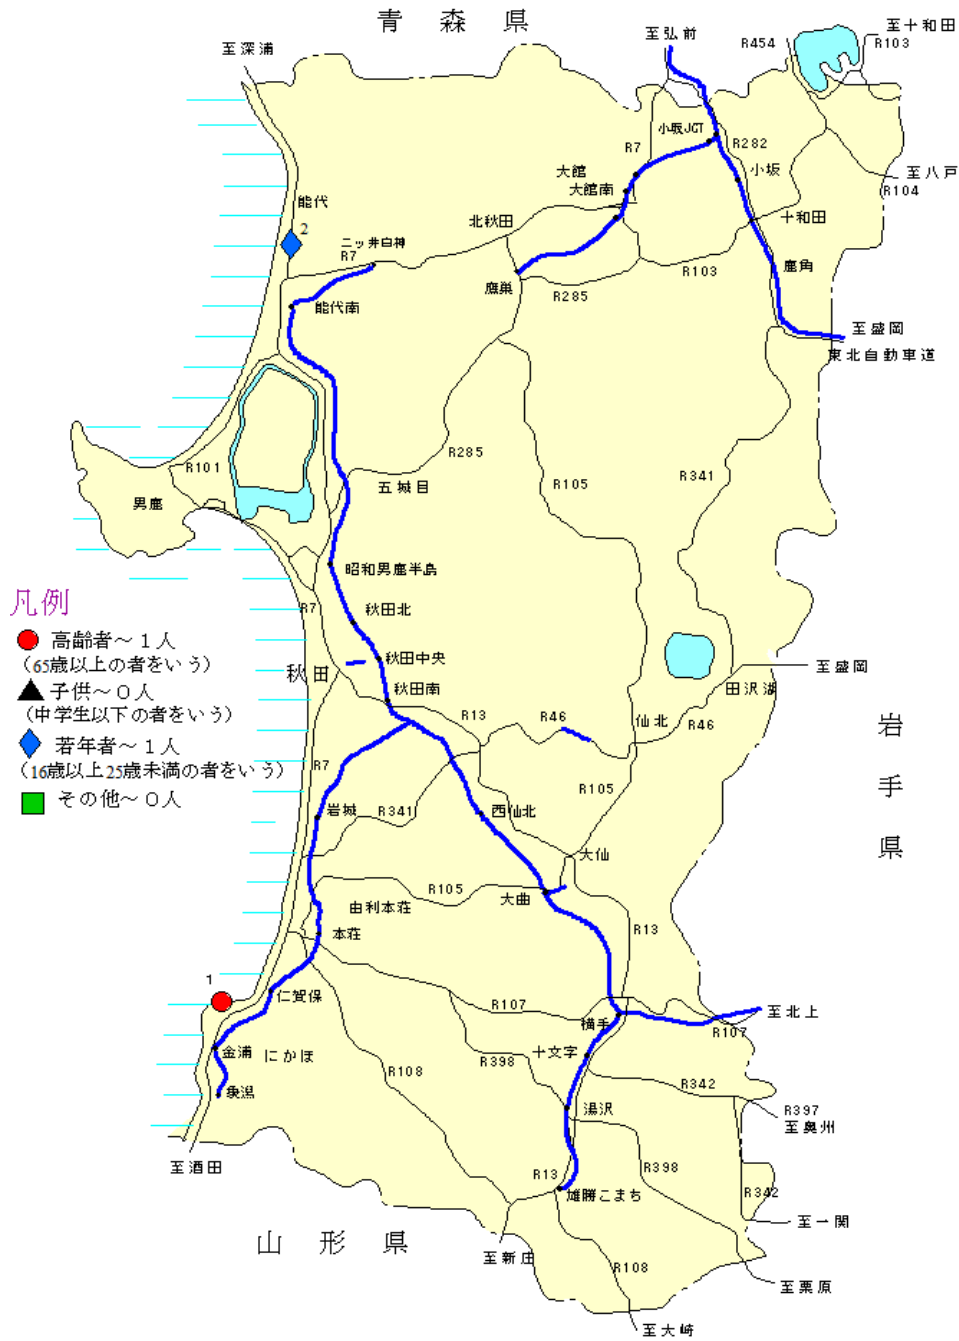 青森県
至深浦
至弘前
R454
至十和田
R103
小坂JCT
R7
R282
大館
小坂
至八戸
大館南
R104
能代
北秋田
十和田
2
二ッ井白神
R7
R103
鹿角
鷹巣
R285
能代南
至盛岡
東北自動車道
R285
R101
R341
五城目
R105
男鹿
昭和男鹿半島
凡例
R7
秋田北
高齢者～１人
（65歳以上の者をいう）
秋田
秋田中央
至盛岡
子供～０人
（中学生以下の者をいう）
秋田南
田沢湖
R13
R46
仙北
R46
若年者～１人
（16歳以上25歳未満の者をいう）
R7
岩手県
その他～０人
R105
岩城
R341
西仙北
大仙
R105
大曲
由利本荘
本荘
R13
1
仁賀保
R107
横手
至北上
R107
金浦
にかほ
十文字
R398
R108
R342
象潟
湯沢
R397
至奥州
至酒田
R13
R398
雄勝こまち
R342
山形県
至一関
至新庄
R108
至栗原
至大崎